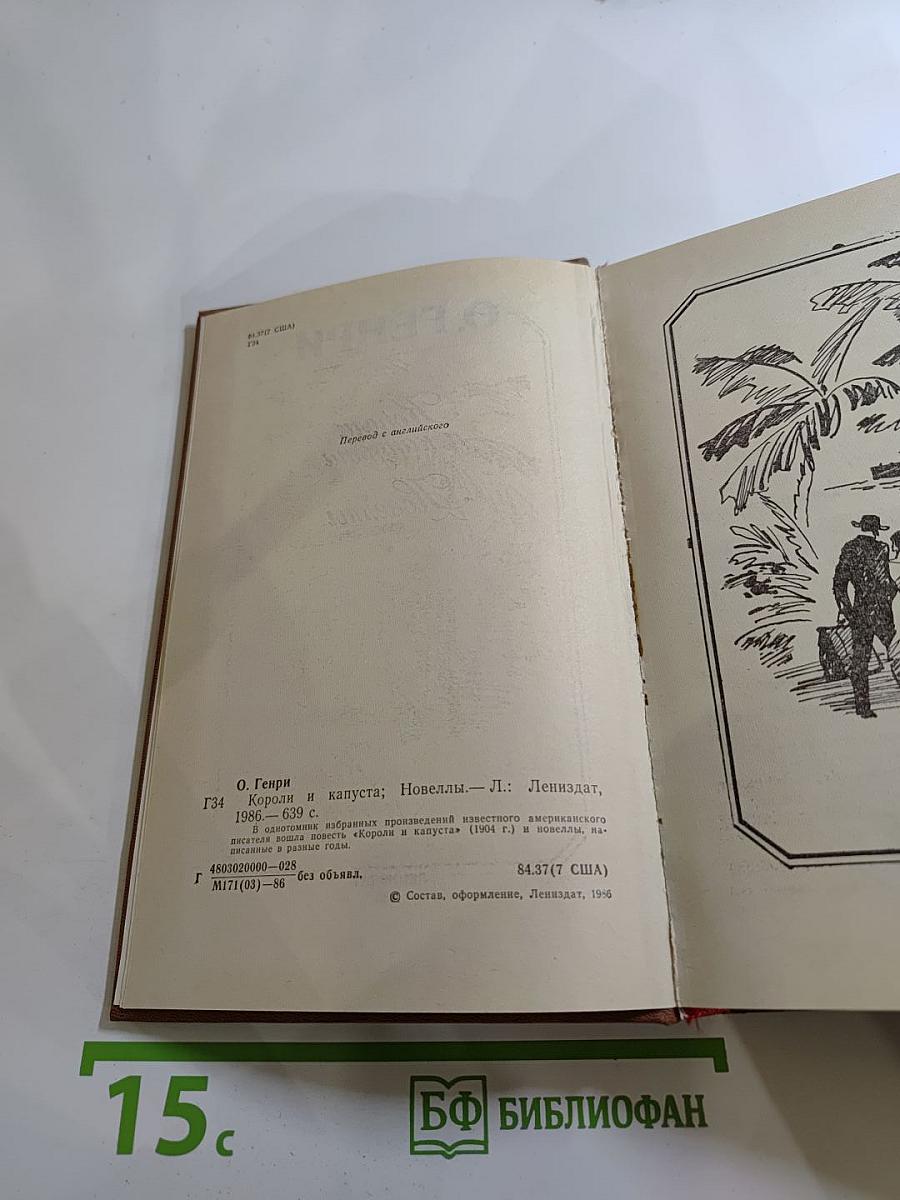 84.37(7 США)
Г34
О. ГЕНРИ
Перевод с английского
О. Генри
Г34 Короли и капуста; Новеллы.— Л.: Лениздат,
1986.— 639 с.
В однотомник избранных произведений известного американского
писателя вошла повесть «Короли и капуста» (1904 г.) и новеллы, на-
писанные в разные годы.
Г 4803020000—028
М171(03)—86 без объявл.
84.37(7 США)
© Состав, оформление, Лениздат, 1986
15 с
БФ БИБЛИОФАН